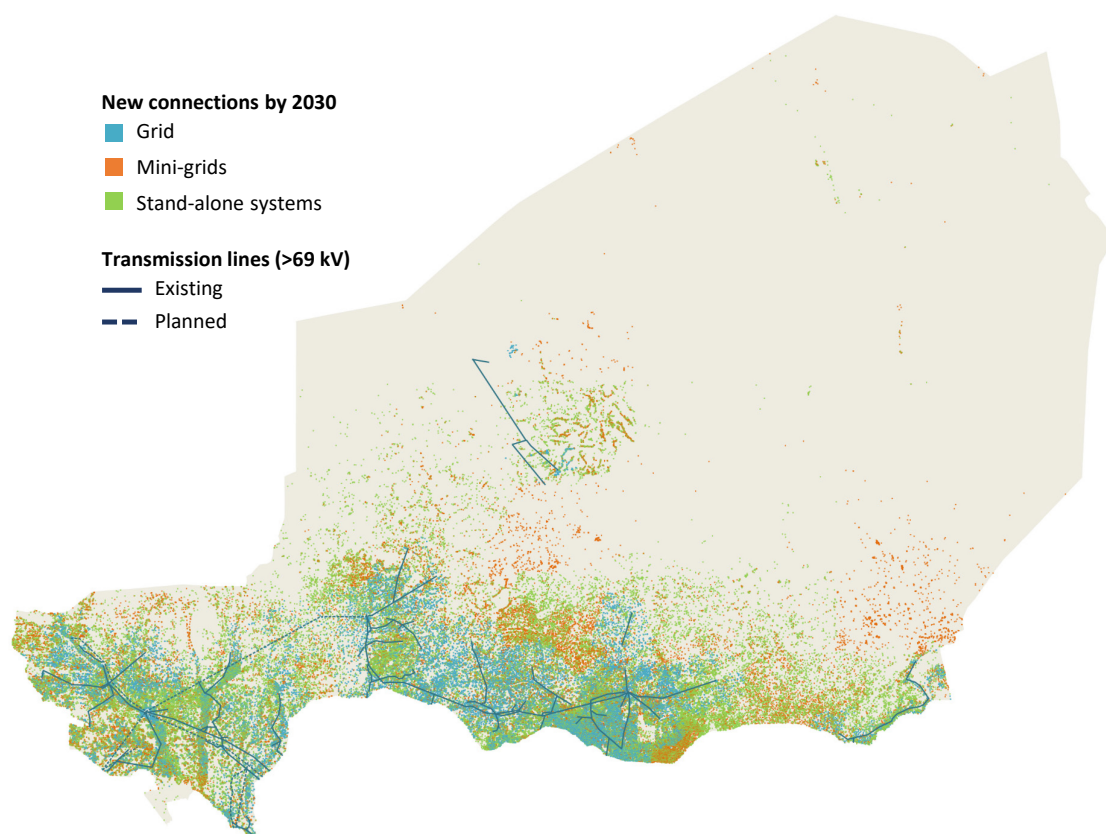 New connections by 2030
Grid
Mini-grids
Stand-alone systems
Transmission lines (>69 kV)
Existing
Planned